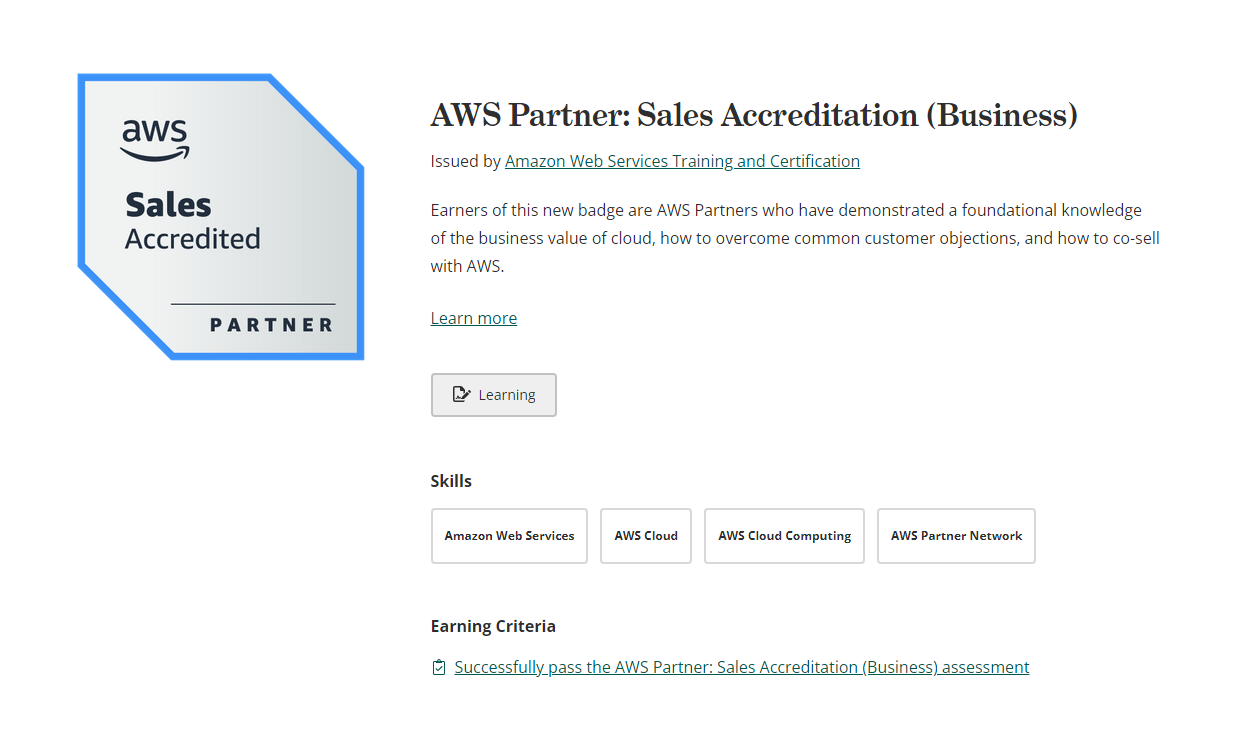 aws
Sales
Accredited
PARTNER
AWS Partner: Sales Accreditation (Business)
Issued by Amazon Web Services Training and Certification
Earners of this new badge are AWS Partners who have demonstrated a foundational knowledge
of the business value of cloud, how to overcome common customer objections, and how to co-sell
with AWS.
Learn more
Learning
Skills
Amazon Web Services
AWS Cloud
AWS Cloud Computing
AWS Partner Network
Earning Criteria
Successfully pass the AWS Partner: Sales Accreditation (Business) assessment